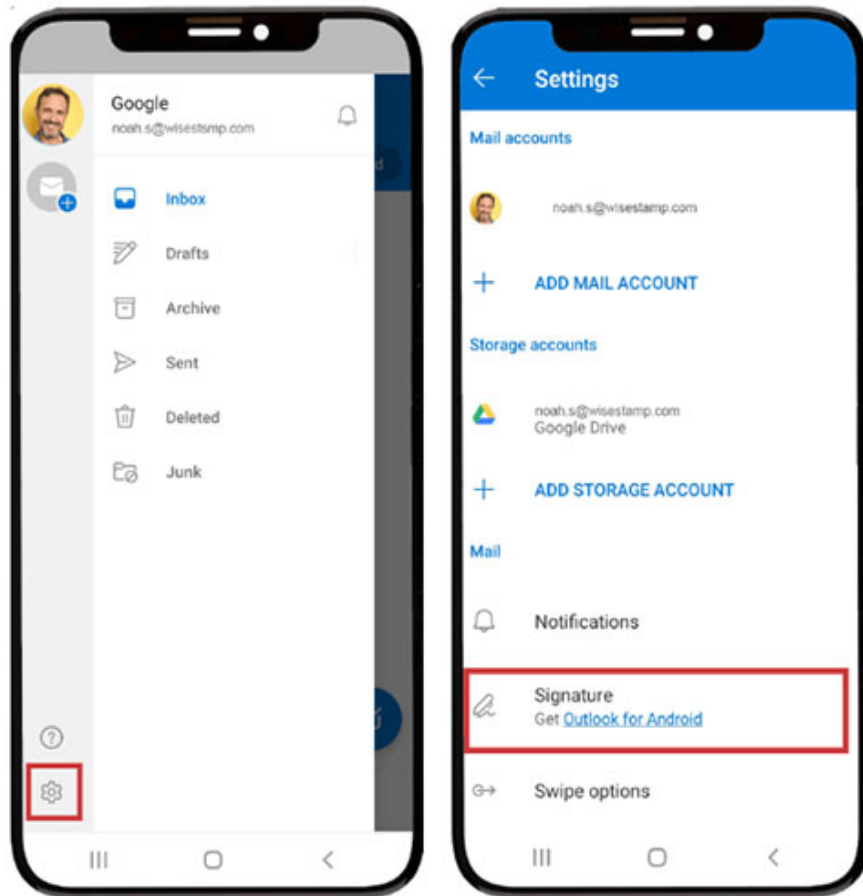 Google
noah.s@wisestsmp.com
Inbox
Drafts
Archive
Sent
Deleted
Junk
Settings
Mail accounts
noah.s@wisestamp.com
ADD MAIL ACCOUNT
Storage accounts
noah.s@wisestamp.com
Google Drive
ADD STORAGE ACCOUNT
Mail
Notifications
Signature
Get Outlook for Android
Swipe options